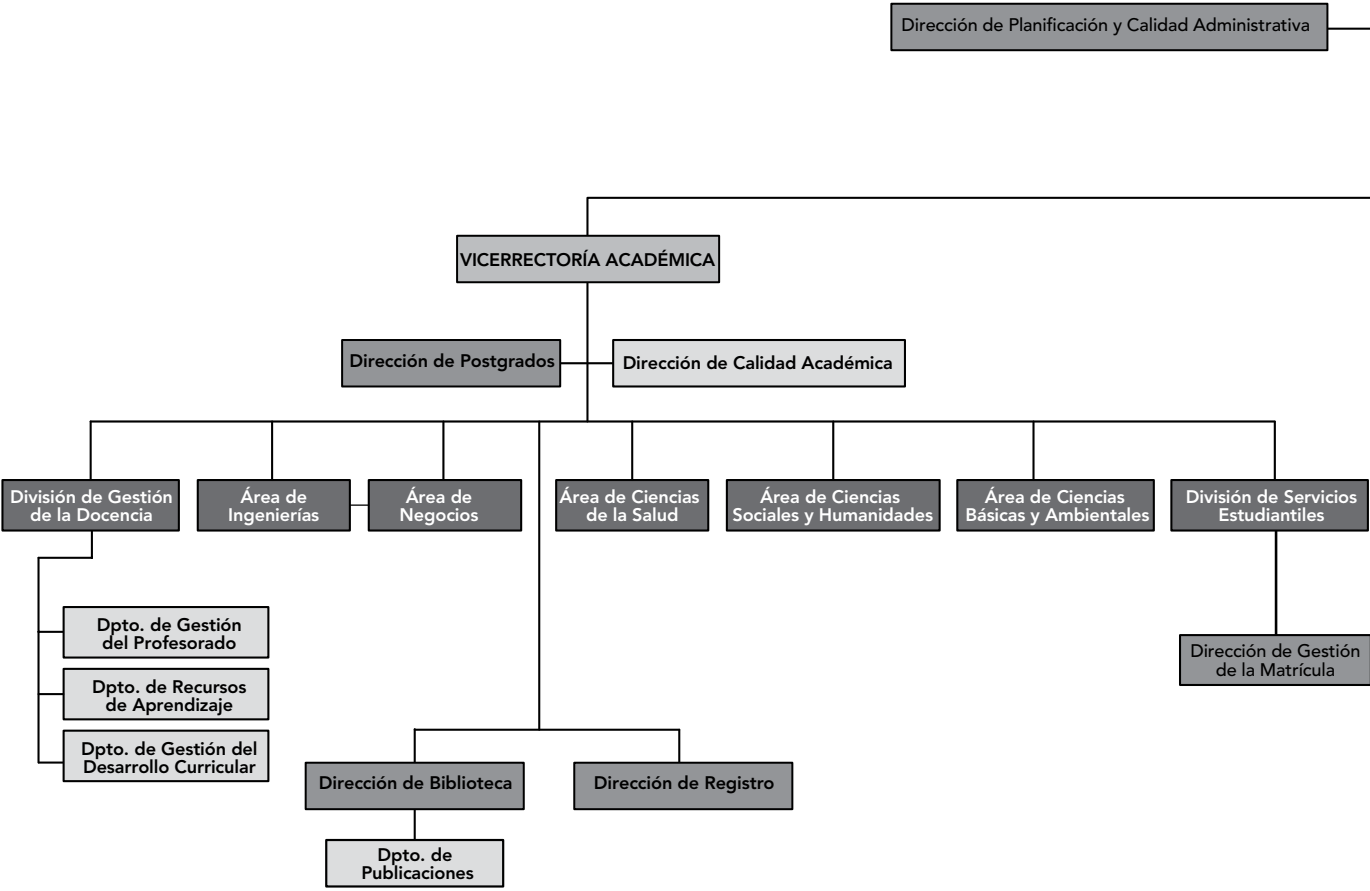 Dirección de Planificación y Calidad Administrativa
VICERRECTORÍA ACADÉMICA
Dirección de Postgrados
Dirección de Calidad Académica
División de Gestión
de la Docencia
Área de
Ingenierías
Área de
Negocios
Área de Ciencias
de la Salud
Área de Ciencias
Sociales y Humanidades
Área de Ciencias
Básicas y Ambientales
División de Servicios
Estudiantiles
Dpto. de Gestión
del Profesorado
Dpto. de Recursos
de Aprendizaje
Dpto. de Gestión del
Desarrollo Curricular
Dirección de Gestión
de la Matrícula
Dirección de Biblioteca
Dirección de Registro
Dpto. de
Publicaciones